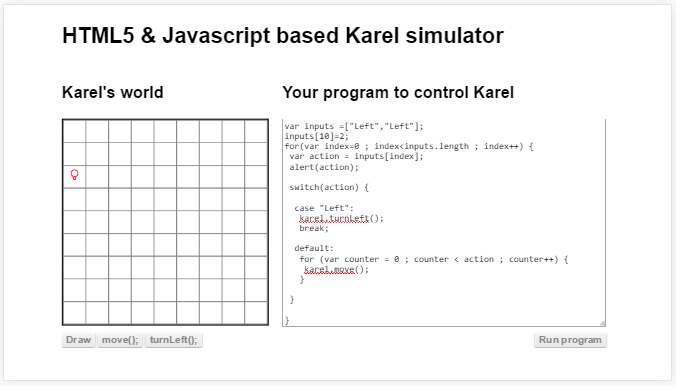 HTML5 & Javascript based Karel simulator
Karel's world
Your program to control Karel
var inputs =["Left","Left"];
inputs[10]=2;
for(var index=0 ; index<inputs.length ; index++) {
var action = inputs[index];
alert(action);
switch(action) {
case "Left":
karel.turnLeft();
break;
default:
for (var counter = 0 ; counter < action ; counter++) {
karel.move();
}
}
}
Draw move(); turnLeft(); Run program